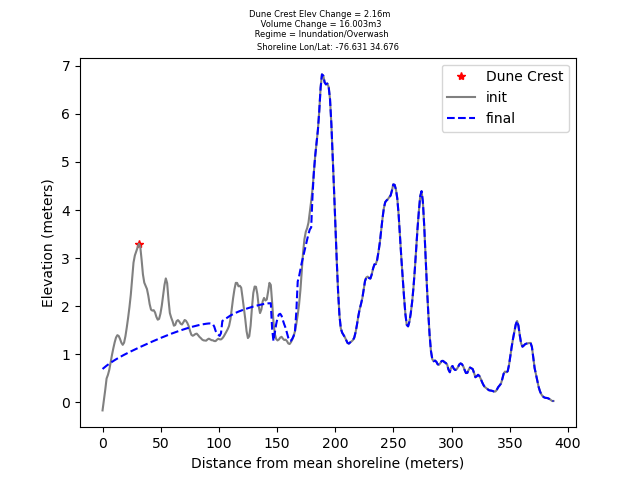 Dune Crest Elev Change = 2.16m
Volume Change = 16.003m3
Regime = Inundation/Overwash
Shoreline Lon/Lat: -76.631 34.676
Dune Crest
init
final
7
6
5
4
3
2
1
0
Elevation (meters)
0 50 100 150 200 250 300 350 400
Distance from mean shoreline (meters)